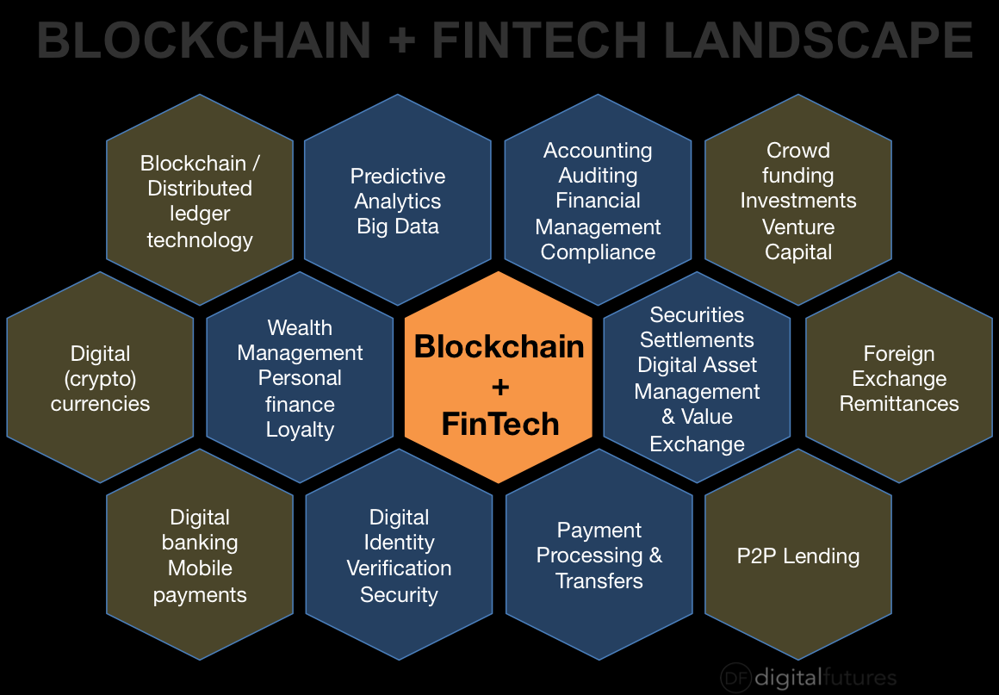 BLOCKCHAIN + FINTECH LANDSCAPE
Blockchain /
Distributed
ledger
technology
Predictive
Analytics
Big Data
Accounting
Auditing
Financial
Management
Compliance
Crowd
funding
Investments
Venture
Capital
Digital
(crypto)
currencies
Wealth
Management
Personal
finance
Loyalty
Blockchain
+
FinTech
Securities
Settlements
Digital Asset
Management
& Value
Exchange
Foreign
Exchange
Remittances
Digital
banking
Mobile
payments
Digital
Identity
Verification
Security
Payment
Processing &
Transfers
P2P Lending
DF digitalfutures